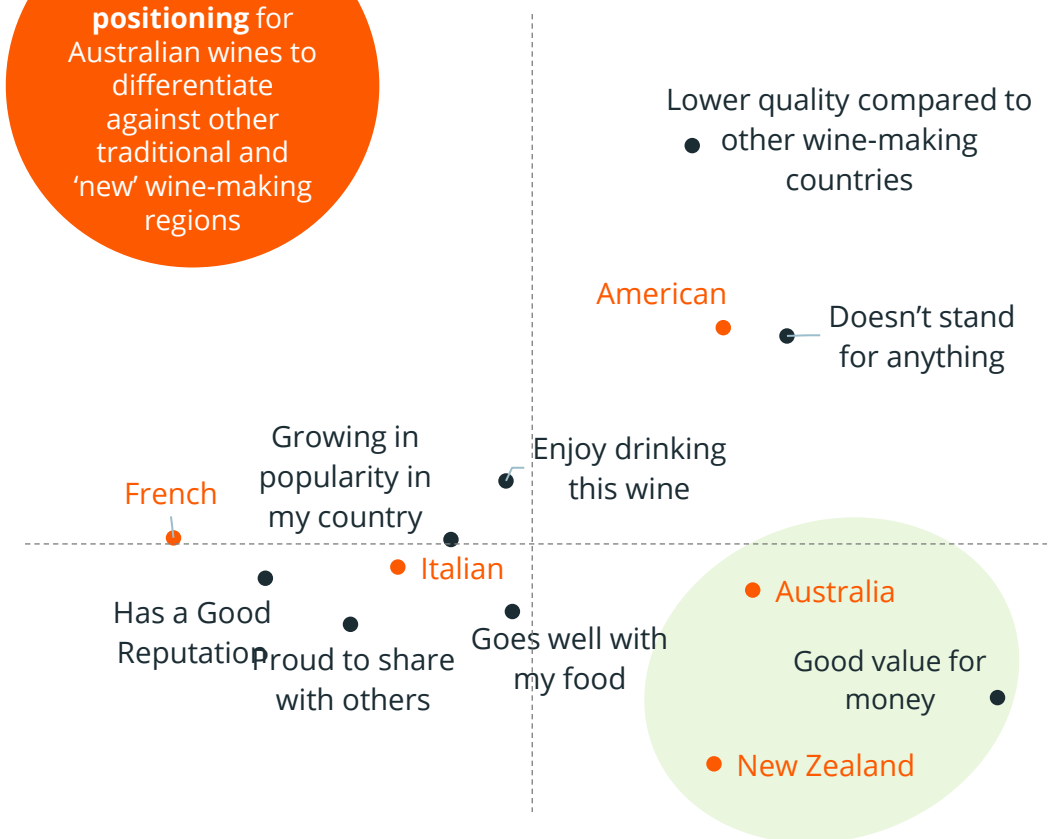 positioning for
Australian wines to
differentiate
against other
traditional and
‘new’ wine-making
regions
Lower quality compared to
other wine-making
countries
American
Doesn’t stand
for anything
Growing in
popularity in
my country
Enjoy drinking
this wine
French
Italian
Australia
Has a Good
Reputation
Proud to share
with others
Goes well with
my food
Good value for
money
New Zealand